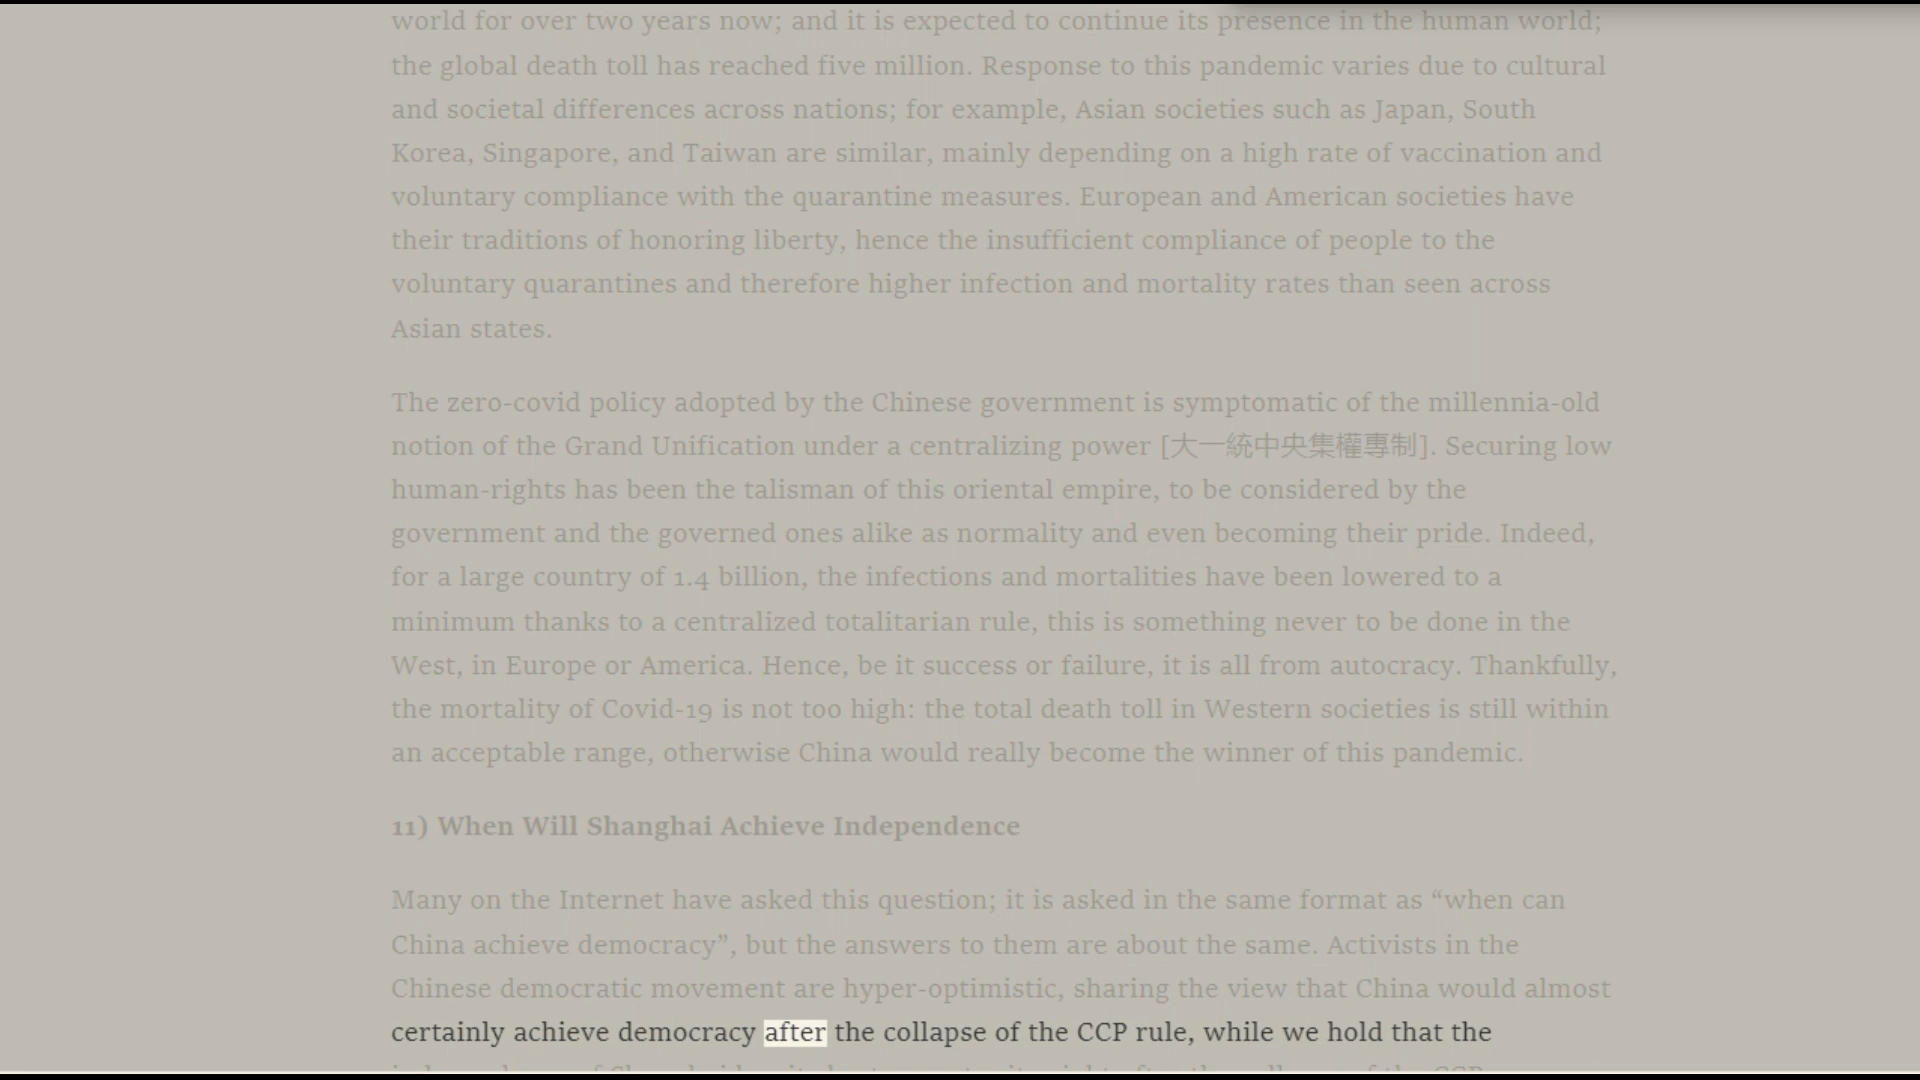 world for over two years now; and it is expected to continue its presence in the human world;
the global death toll has reached five million. Response to this pandemic varies due to cultural
and societal differences across nations; for example, Asian societies such as Japan, South
Korea, Singapore, and Taiwan are similar, mainly depending on a high rate of vaccination and
voluntary compliance with the quarantine measures. European and American societies have
their traditions of honoring liberty, hence the insufficient compliance of people to the
voluntary quarantines and therefore higher infection and mortality rates than seen across
Asian states.
The zero-covid policy adopted by the Chinese government is symptomatic of the millennia-old
notion of the Grand Unification under a centralizing power [大一統中央集權專制]. Securing low
human-rights has been the talisman of this oriental empire, to be considered by the
government and the governed ones alike as normality and even becoming their pride. Indeed,
for a large country of 1.4 billion, the infections and mortalities have been lowered to a
minimum thanks to a centralized totalitarian rule, this is something never to be done in the
West, in Europe or America. Hence, be it success or failure, it is all from autocracy. Thankfully,
the mortality of Covid-19 is not too high: the total death toll in Western societies is still within
an acceptable range, otherwise China would really become the winner of this pandemic.
11) When Will Shanghai Achieve Independence
Many on the Internet have asked this question; it is asked in the same format as “when can
China achieve democracy”, but the answers to them are about the same. Activists in the
Chinese democratic movement are hyper-optimistic, sharing the view that China would almost
certainly achieve democracy after the collapse of the CCP rule, while we hold that the